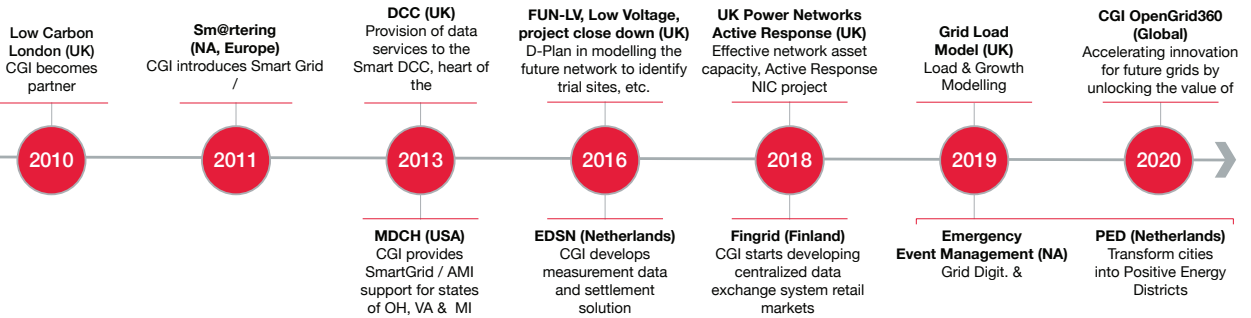 Low Carbon
London (UK)
CGI becomes
partner
Sm@rtering
(NA, Europe)
CGI introduces Smart Grid
/
DCC (UK)
Provision of data
services to the
Smart DCC, heart of
the
FUN-LV, Low Voltage,
project close down (UK)
D-Plan in modelling the
future network to identify
trial sites, etc.
UK Power Networks
Active Response (UK)
Effective network asset
capacity, Active Response
NIC project
Grid Load
Model (UK)
Load & Growth
Modelling
CGI OpenGrid360
(Global)
Accelerating innovation
for future grids by
unlocking the value of
2010
2011
2013
2016
2018
2019
2020
MDCH (USA)
CGI provides
SmartGrid / AMI
support for states
of OH, VA & MI
EDSN (Netherlands)
CGI develops
measurement data
and settlement
solution
Fingrid (Finland)
CGI starts developing
centralized data
exchange system retail
markets
Emergency
Event Management (NA)
Grid Digit. &
PED (Netherlands)
Transform cities
into Positive Energy
Districts